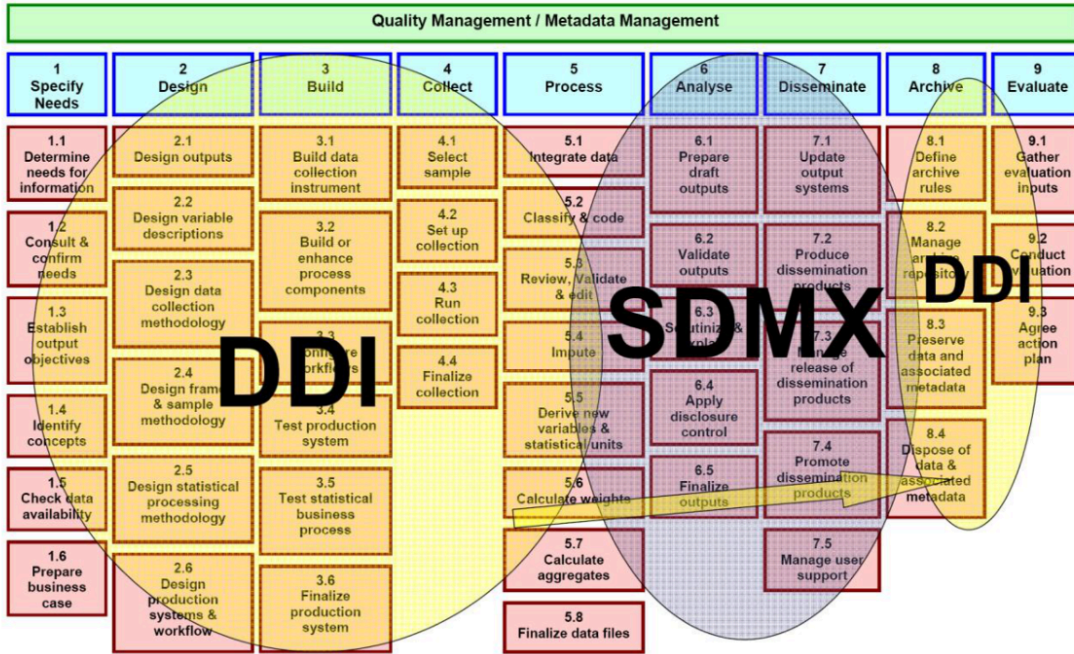 Quality Management / Metadata Management
1
Specify
Needs
2
Design
3
Build
4
Collect
5
Process
6
Analyse
7
Disseminate
8
Archive
9
Evaluate
1.1
Determine
needs for
information
1.2
Consult &
confirm
needs
1.3
Establish
output
objectives
1.4
Identify
concepts
1.5
Check data
availability
1.6
Prepare
business
case
2.1
Design outputs
2.2
Design variable
descriptions
2.3
Design data
collection
methodology
2.4
Design frame
& sample
methodology
2.5
Design statistical
processing
methodology
2.6
Design
production
systems &
workflow
3.1
Build data
collection
instrument
3.2
Build or
enhance
process
components
3.3
Configure
workflows
3.4
Test production
system
3.5
Test statistical
business
process
3.6
Finalize
production
system
4.1
Select
sample
4.2
Set up
collection
4.3
Run
collection
4.4
Finalize
collection
5.1
Integrate data
5.2
Classify & code
5.3
Review, Validate
& edit
5.4
Impute
5.5
Derive new
variables &
statistical units
5.6
Calculate weights
5.7
Calculate
aggregates
5.8
Finalize data files
6.1
Prepare
draft
outputs
6.2
Validate
outputs
6.3
Scrutinize &
explain
6.4
Apply
disclosure
control
6.5
Finalize
outputs
7.1
Update
output
systems
7.2
Produce
dissemination
products
7.3
Manage
release of
dissemination
products
7.4
Promote
dissemination
products
7.5
Manage user
support
8.1
Define
archive
rules
8.2
Manage
archive
repository
8.3
Preserve
data and
associated
metadata
8.4
Dispose of
data &
associated
metadata
9.1
Gather
evaluation
inputs
9.2
Conduct
evaluation
9.3
Agree
action
plan
DDI
SDMX
DDI